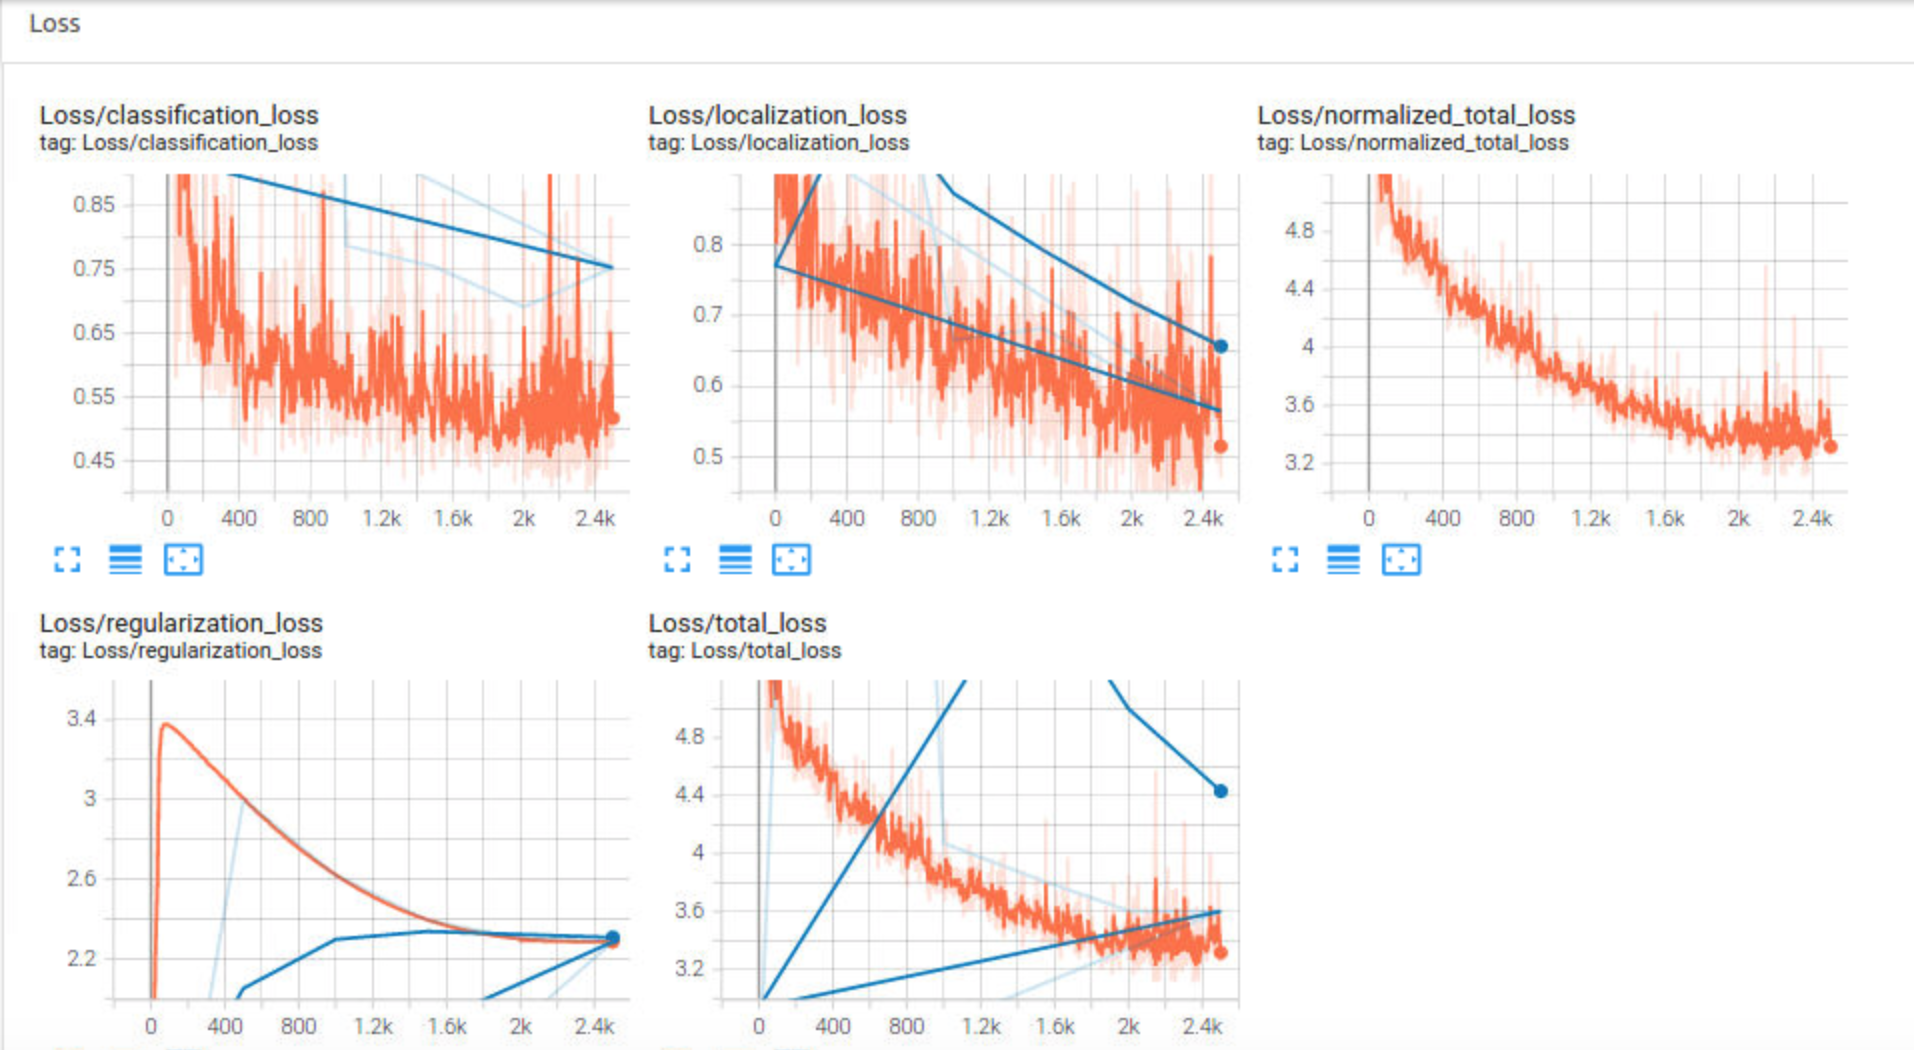 Loss
Loss/classification_loss
tag: Loss/classification_loss
0.85
0.75
0.65
0.55
0.45
0 400 800 1.2k 1.6k 2k 2.4k
Loss/localization_loss
tag: Loss/localization_loss
0.8
0.7
0.6
0.5
0 400 800 1.2k 1.6k 2k 2.4k
Loss/normalized_total_loss
tag: Loss/normalized_total_loss
4.8
4.4
4
3.6
3.2
0 400 800 1.2k 1.6k 2k 2.4k
Loss/regularization_loss
tag: Loss/regularization_loss
3.4
3
2.6
2.2
0 400 800 1.2k 1.6k 2k 2.4k
Loss/total_loss
tag: Loss/total_loss
4.8
4.4
4
3.6
3.2
0 400 800 1.2k 1.6k 2k 2.4k